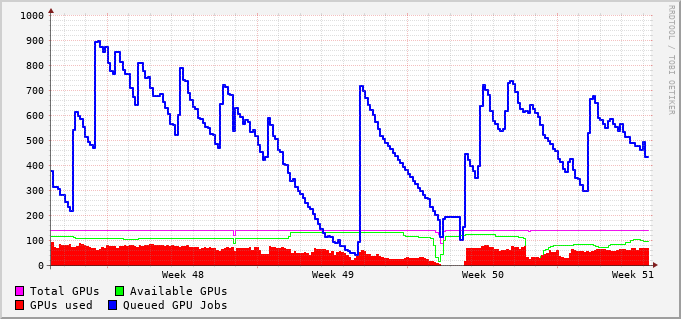 1000
900
800
700
600
500
400
300
200
100
0
Week 48 Week 49 Week 50 Week 51
Total GPUs Available GPUs
GPUs used Queued GPU Jobs
RRDTOOL / TOBI OETIKER